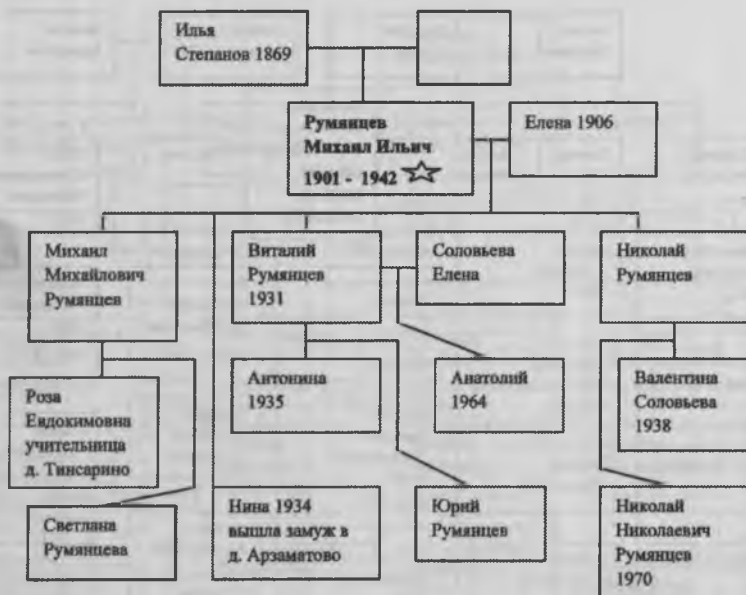 Илья
Степанов 1869
Румянцев
Михаил Ильич
1901 - 1942
Елена 1906
Михаил
Михайлович
Румянцев
Виталий
Румянцев
1931
Соловьева
Елена
Николай
Румянцев
Роза
Евдокимовна
учительница
д. Тинсарино
Антонина
1935
Анатолий
1964
Валентина
Соловьева
1938
Светлана
Румянцева
Нина 1934
вышла замуж в
д. Арзаматово
Юрий
Румянцев
Николай
Николаевич
Румянцев
1970